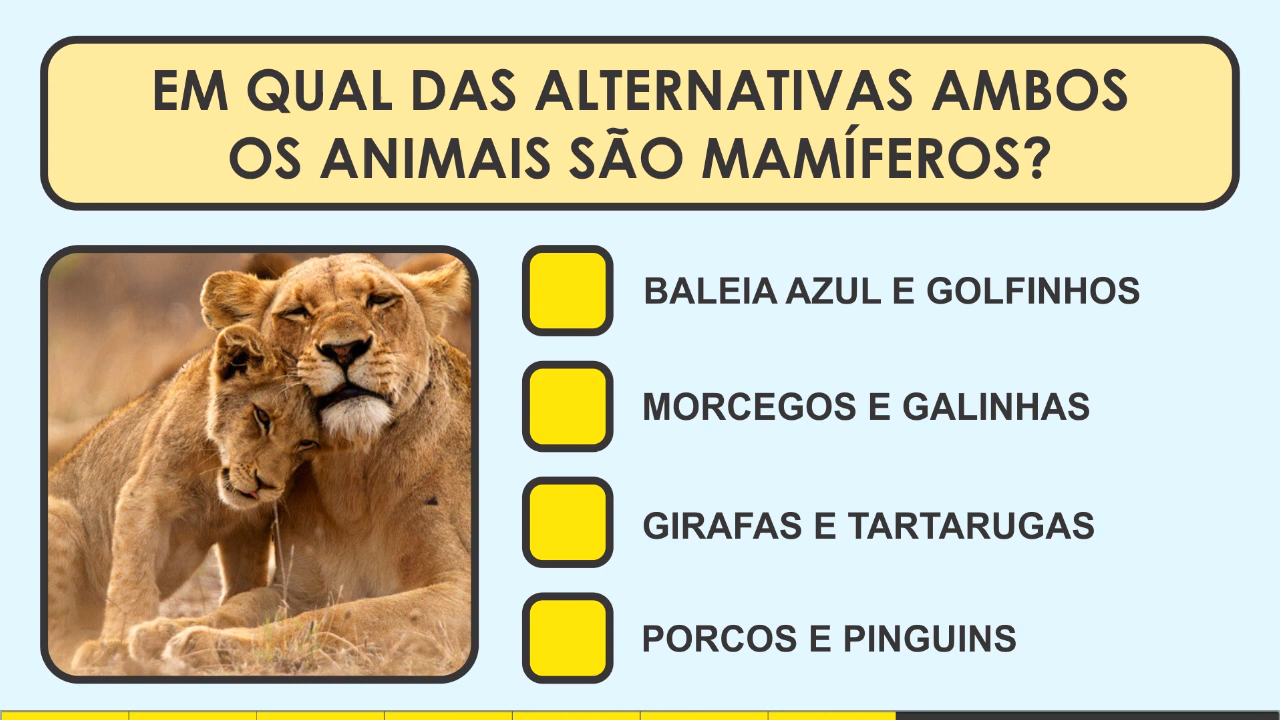 EM QUAL DAS ALTERNATIVAS AMBOS
OS ANIMAIS SÃO MAMÍFEROS?
BALEIA AZUL E GOLFINHOS
MORCEGOS E GALINHAS
GIRAFAS E TARTARUGAS
PORCOS E PINGUINS